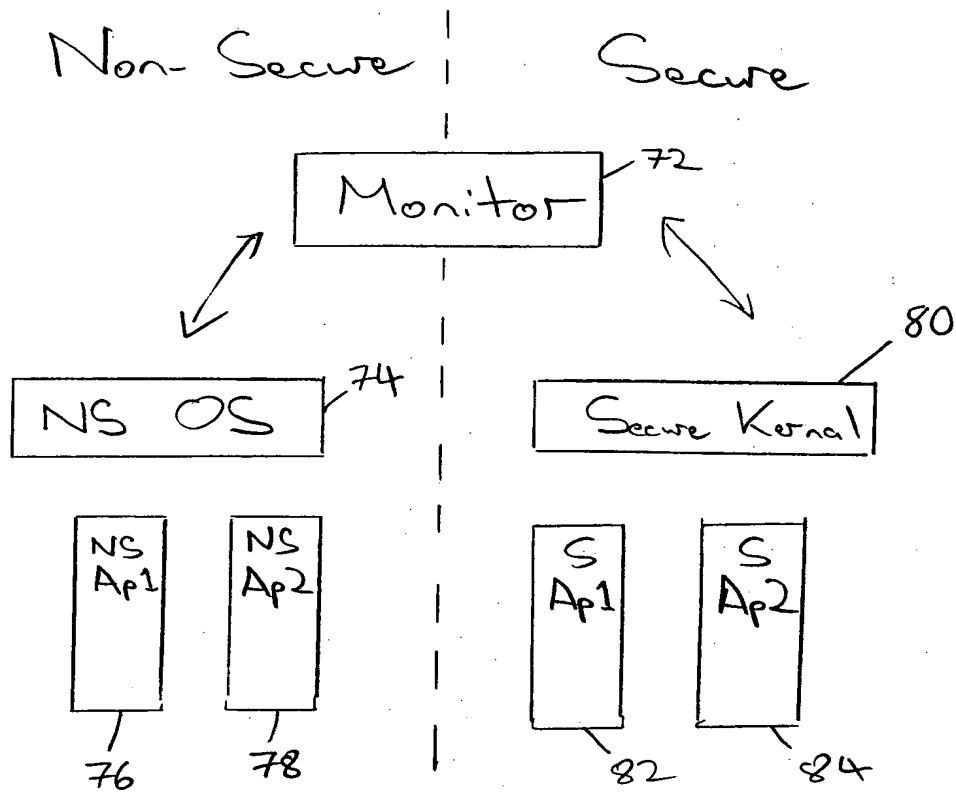 Non-Secure Secure
Monitor
72
80
NS OS
74
Secure Kernal
NS
Ap1
NS
Ap2
S
Ap1
S
Ap2
76
78
82
84